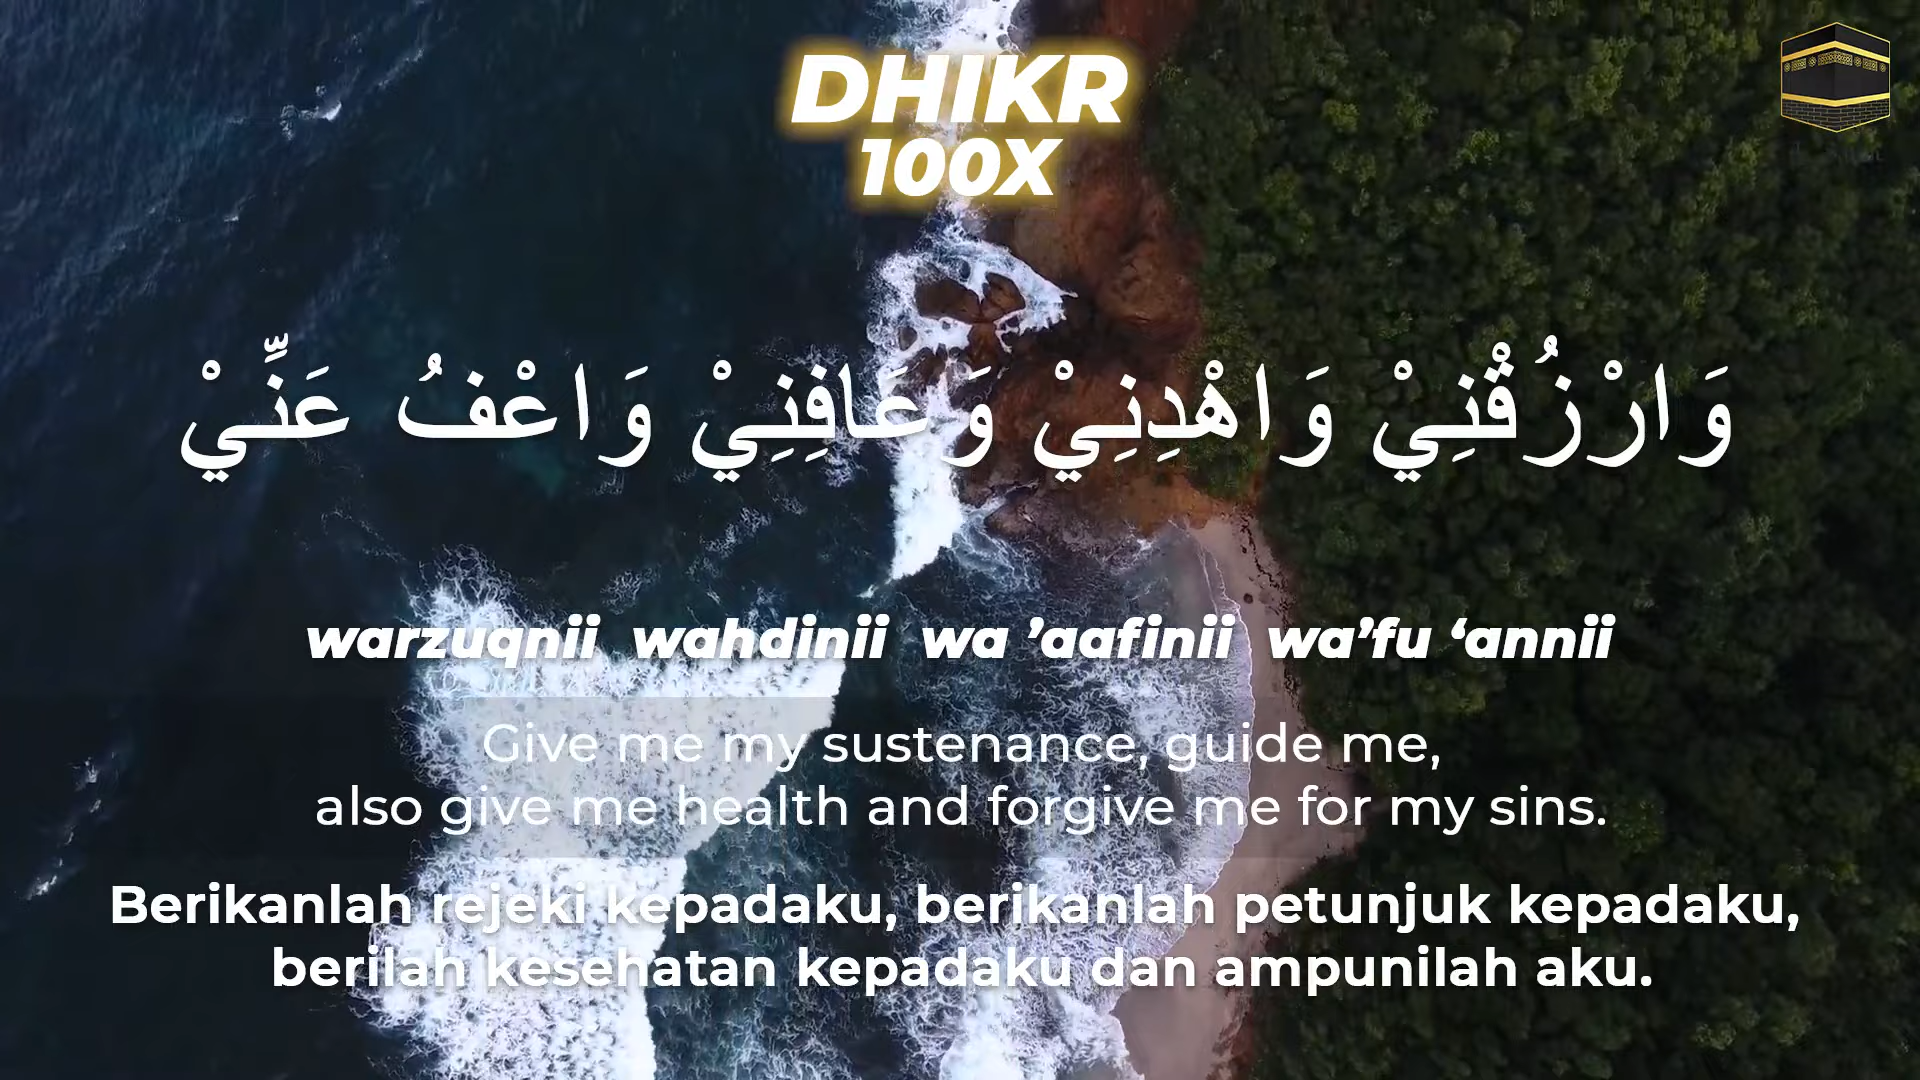 DHIKR
100X
وَارْزُقْنِيْ وَاهْدِنِيْ وَعَافِنِيْ وَاعْفُ عَنِّيْ
warzuqnii wahdinii wa ’aafinii wa’fu ‘annii
Give me my sustenance, guide me,
also give me health and forgive me for my sins.
Berikanlah rejeki kepadaku, berikanlah petunjuk kepadaku,
berilah kesehatan kepadaku dan ampunilah aku.